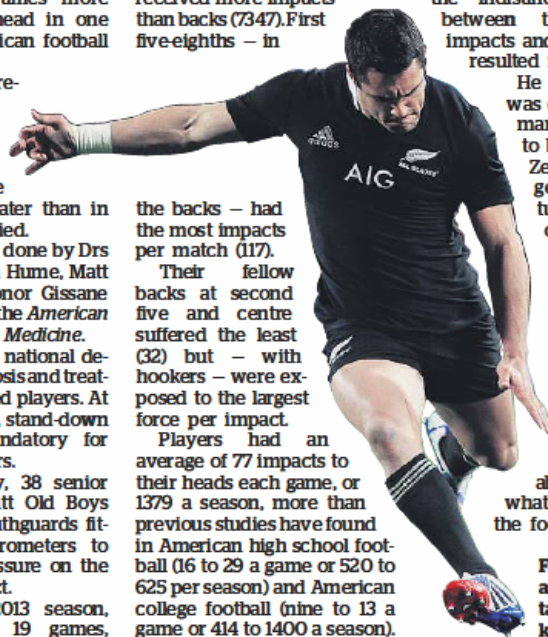 head in one
ican football
ater than in
ied.
done by Drs
Hume, Matt
nor Gissane
the American
Medicine.
national de-
osis and treat-
d players. At
stand-down
ndatory for
rs.
y, 38 senior
tt Old Boys
uthguards fit-
rometers to
ssure on the
ct.
2013 season,
19 games,
received more impacts
than backs (7347). First
five-eighths – in
the backs – had
the most impacts
per match (117).
Their fellow
backs at second
five and centre
suffered the least
(32) but – with
hookers – were ex-
posed to the largest
force per impact.
Players had an
average of 77 impacts to
their heads each game, or
1379 a season, more than
previous studies have found
in American high school foot-
ball (16 to 29 a game or 520 to
625 per season) and American
college football (nine to 13 a
game or 414 to 1400 a season).
adidas
AIG
ALL BLACKS
between t
impacts and
resulted
He
was
man
to
Ze
ge
tu
what
the fo
F
a
ta
k